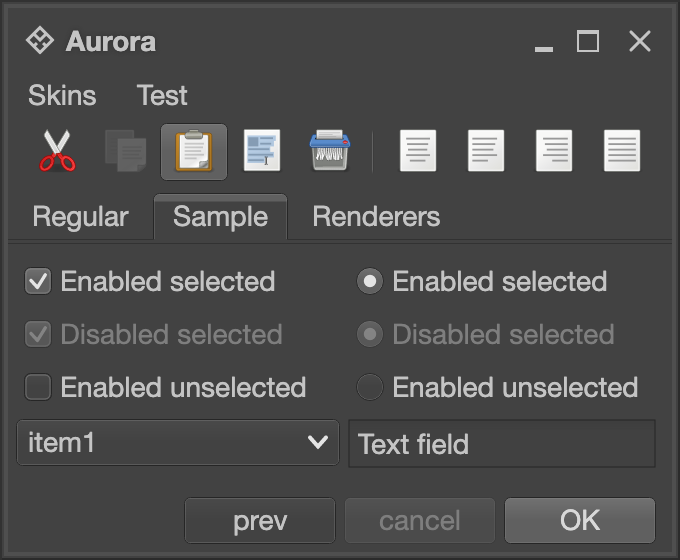 Aurora
Skins Test
Regular Sample Renderers
Enabled selected Enabled selected
Disabled selected Disabled selected
Enabled unselected Enabled unselected
item1 Text field
prev cancel OK